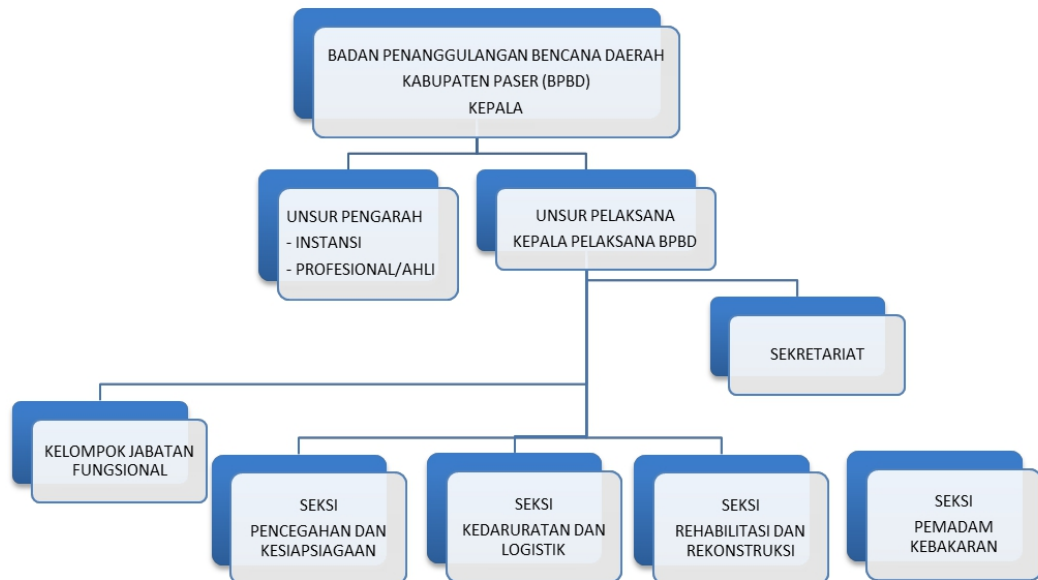 BADAN PENANGGULANGAN BENCANA DAERAH
KABUPATEN PASER (BPBD)
KEPALA
UNSUR PENGARAH
- INSTANSI
- PROFESIONAL/AHLI
UNSUR PELAKSANA
KEPALA PELAKSANA BPBD
SEKRETARIAT
KELOMPOK JABATAN
FUNGSIONAL
SEKSI
PENCEGAHAN DAN
KESIAPSIAGAAN
SEKSI
KEDARURATAN DAN
LOGISTIK
SEKSI
REHABILITASI DAN
REKONSTRUKSI
SEKSI
PEMADAM
KEBAKARAN